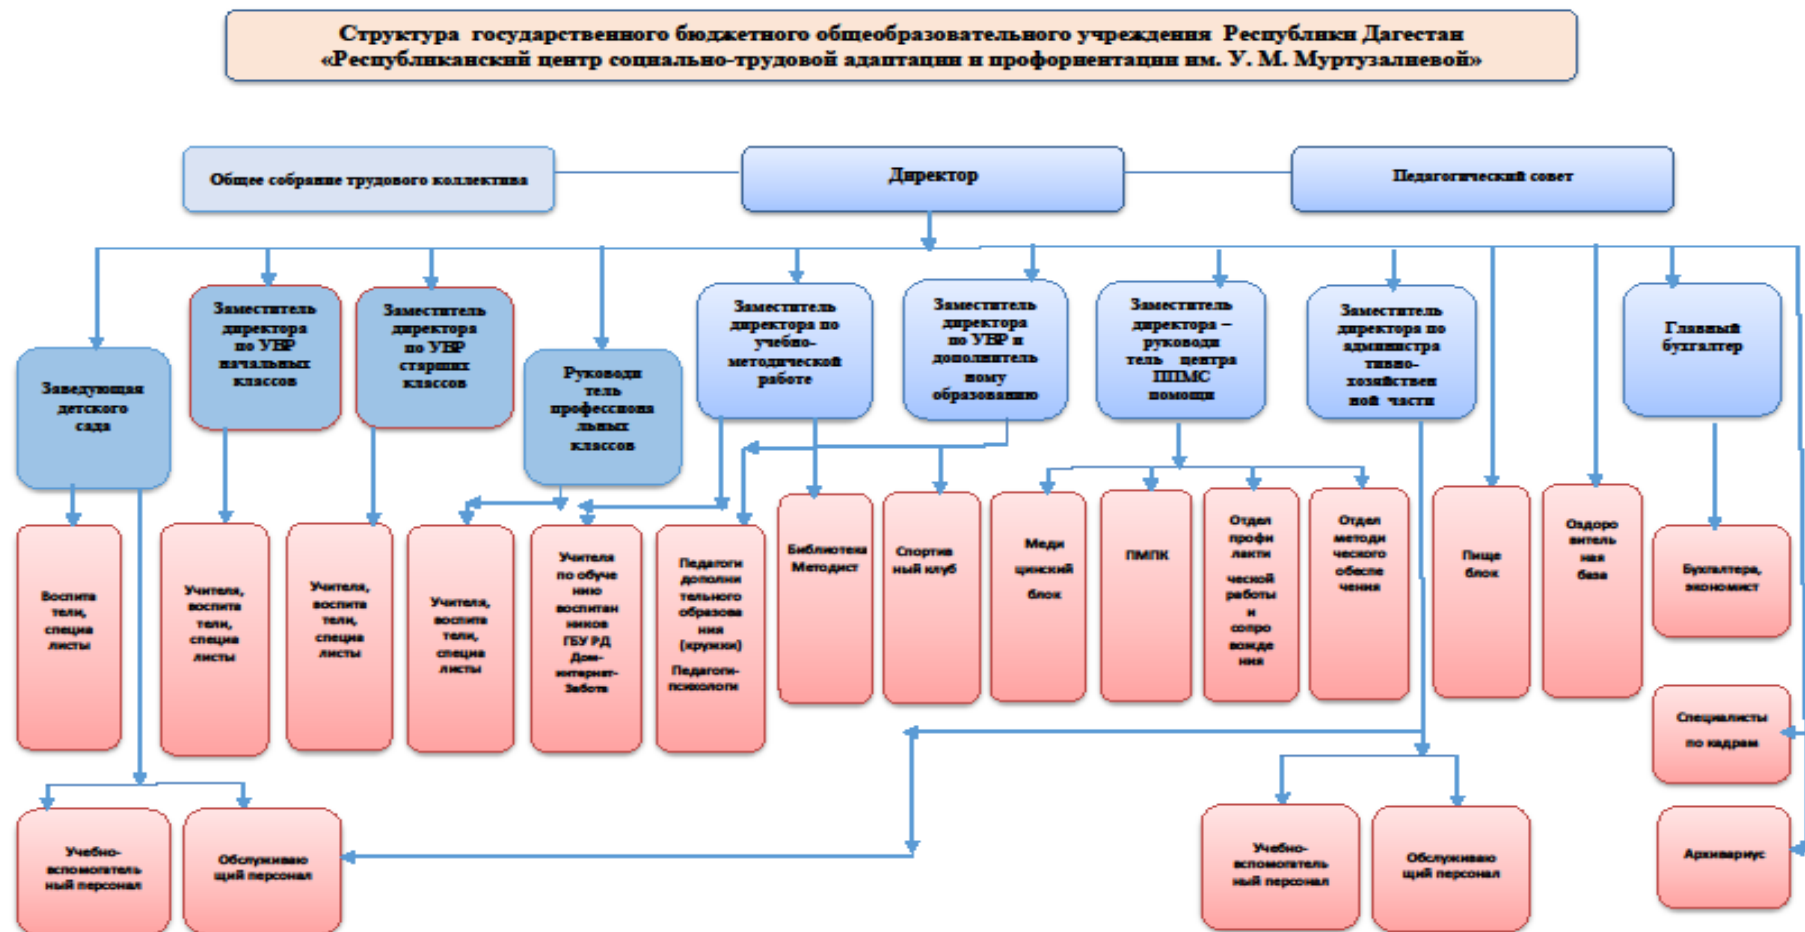 Структура государственного бюджетного общеобразовательного учреждения Республики Дагестан
«Республиканский центр социально-трудовой адаптации и профориентации им. У. М. Муртузалиевой»
Общее собрание трудового коллектива
Директор
Педагогический совет
Заведующая
детского
сада
Заместитель
директора
по УВР
начальных
классов
Заместитель
директора
по УВР
старших
классов
Руководи
тель
профессиона
льных
классов
Заместитель
директора по
учебно-
методической
работе
Заместитель
директора
по УВР и
дополнитель
ному
образованию
Заместитель
директора –
руководи
тель центра
ППМС
помощи
Заместитель
директора по
администра
тивно-
хозяйствен
ной части
Главный
бухгалтер
Воспита
тели,
специа
листы
Учителя,
воспита
тели,
специа
листы
Учителя,
воспита
тели,
специа
листы
Учителя,
воспита
тели,
специа
листы
Учителя
по обуче
нию
воспитан
ников
ГБУ РД
Дом-
интернат-
Забота
Педагоги
дополни
тельного
образова
ния
(кружки)
Педагоги-
психологи
Библиотека
Методист
Спортив
ный клуб
Меди
цинский
блок
ПМПК
Отдел
профи
лакти
ческой
работы
и
сопро
вожде
ния
Отдел
методи
ческого
обеспе
чения
Пище
блок
Оздоро
витель
ная
база
Бухгалтера,
экономист
Специалисты
по кадрам
Учебно-
вспомогатель
ный персонал
Обслуживаю
щий персонал
Учебно-
вспомогатель
ный персонал
Обслуживаю
щий персонал
Архивариус